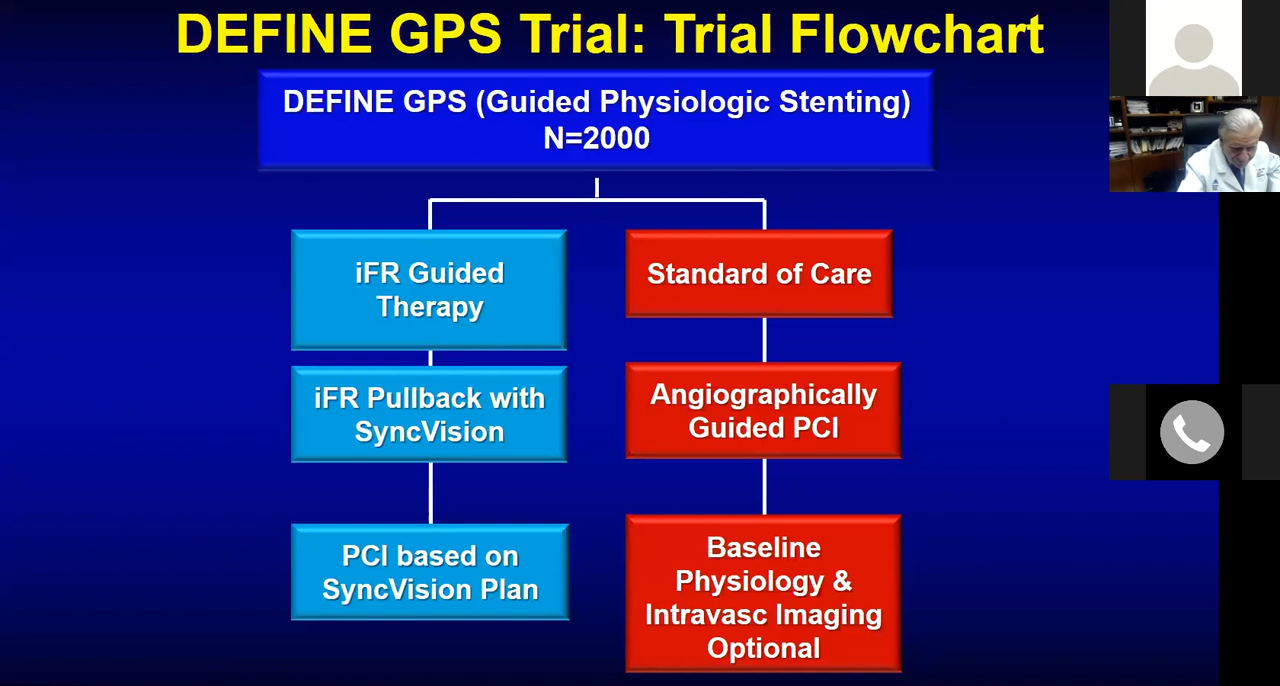 DEFINE GPS Trial: Trial Flowchart
DEFINE GPS (Guided Physiologic Stenting)
N=2000
iFR Guided
Therapy
Standard of Care
iFR Pullback with
SyncVision
Angiographically
Guided PCI
PCI based on
SyncVision Plan
Baseline
Physiology &
Intravasc Imaging
Optional